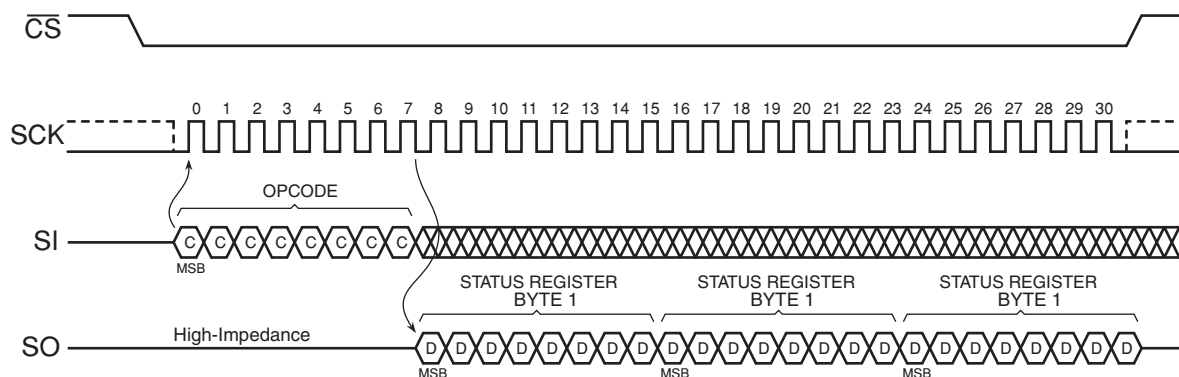 CS
0 1 2 3 4 5 6 7 8 9 10 11 12 13 14 15 16 17 18 19 20 21 22 23 24 25 26 27 28 29 30
SCK
OPCODE
SI
C C C C C C C C
MSB
STATUS REGISTER
BYTE 1
STATUS REGISTER
BYTE 1
STATUS REGISTER
BYTE 1
High-Impedance
SO
D D D D D D D D D D D D D D D D D D D D D D D D
MSB MSB MSB